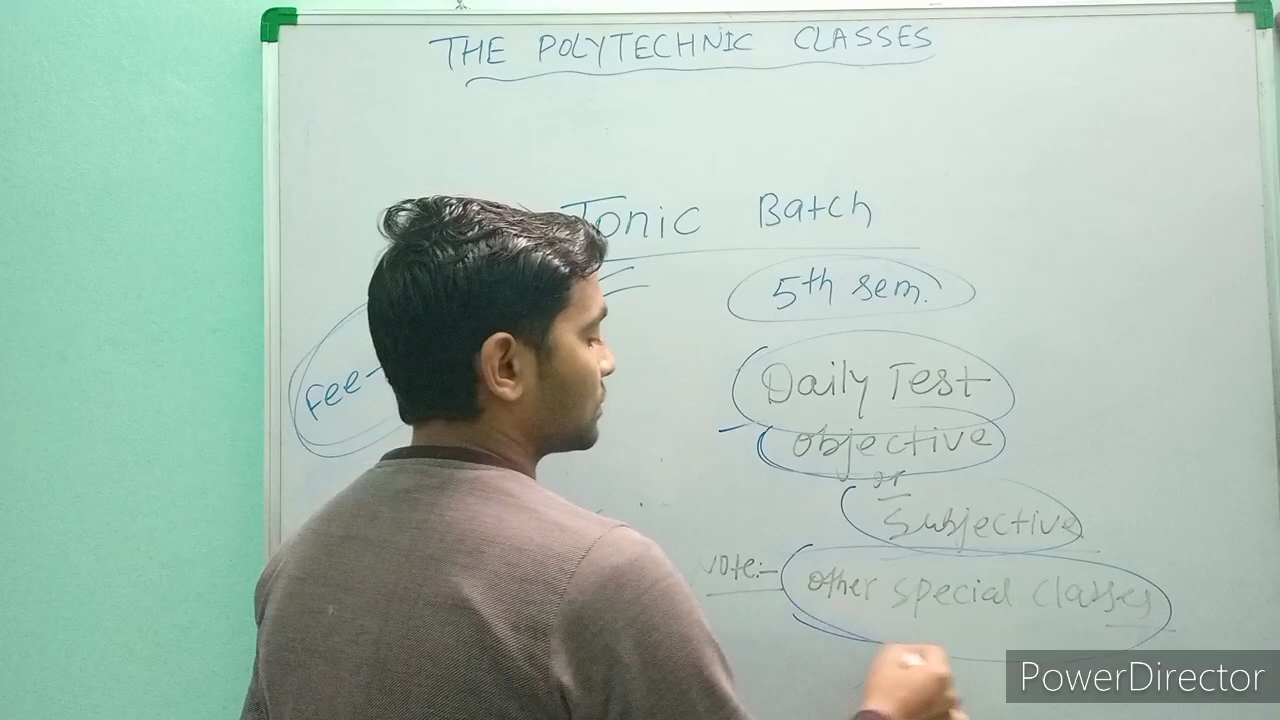 THE POLYTECHNIC CLASSES
Tonic Batch
5th sem.
Fee-
Daily Test
objective
or
Subjective
Note:-
other special classes
PowerDirector